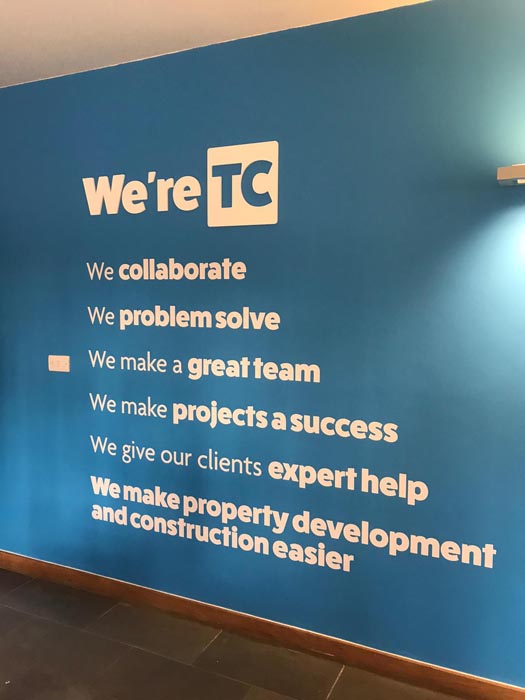 We're TC
We collaborate
We problem solve
We make a great team
We make projects a success
We give our clients expert help
We make property development
and construction easier